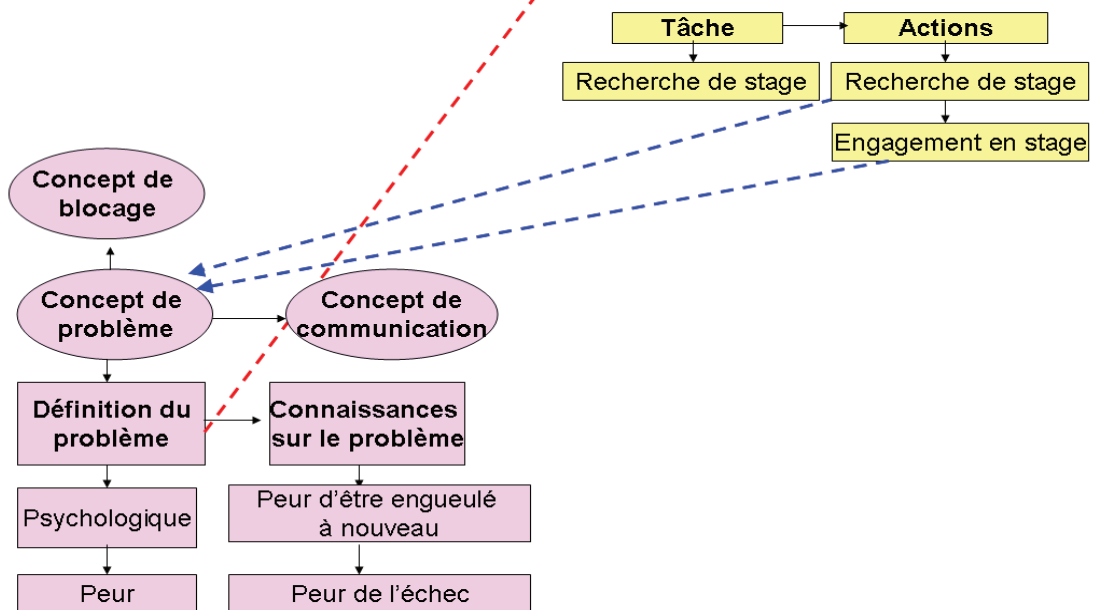 Tâche
Actions
Recherche de stage
Recherche de stage
Engagement en stage
Concept de
blocage
Concept de
problème
Concept de
communication
Définition du
problème
Connaissances
sur le problème
Psychologique
Peur d’être engueulé
à nouveau
Peur
Peur de l’échec